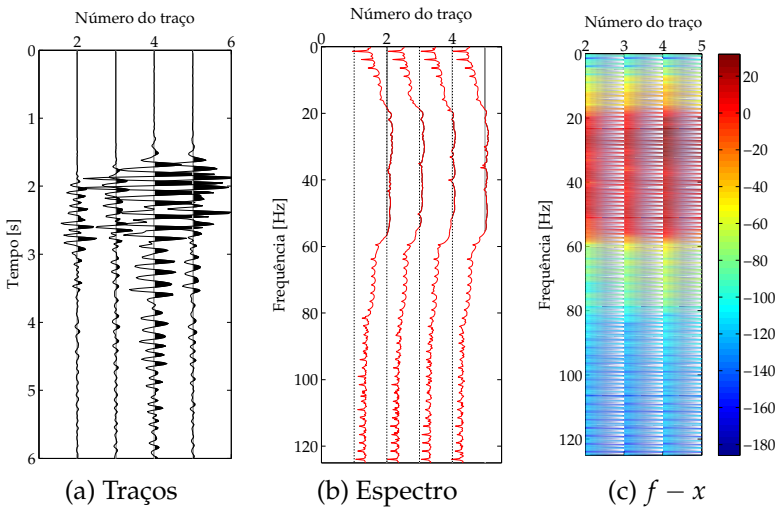 Número do traço
2 4 6
Tempo [s]
0
1
2
3
4
5
6
(a) Traços
Número do traço
0 2 4
Frequência [Hz]
0
20
40
60
80
100
120
(b) Espectro
Número do traço
2 3 4 5
Frequência [Hz]
0
20
40
60
80
100
120
20
0
−20
−40
−60
−80
−100
−120
−140
−160
−180
(c) f − x